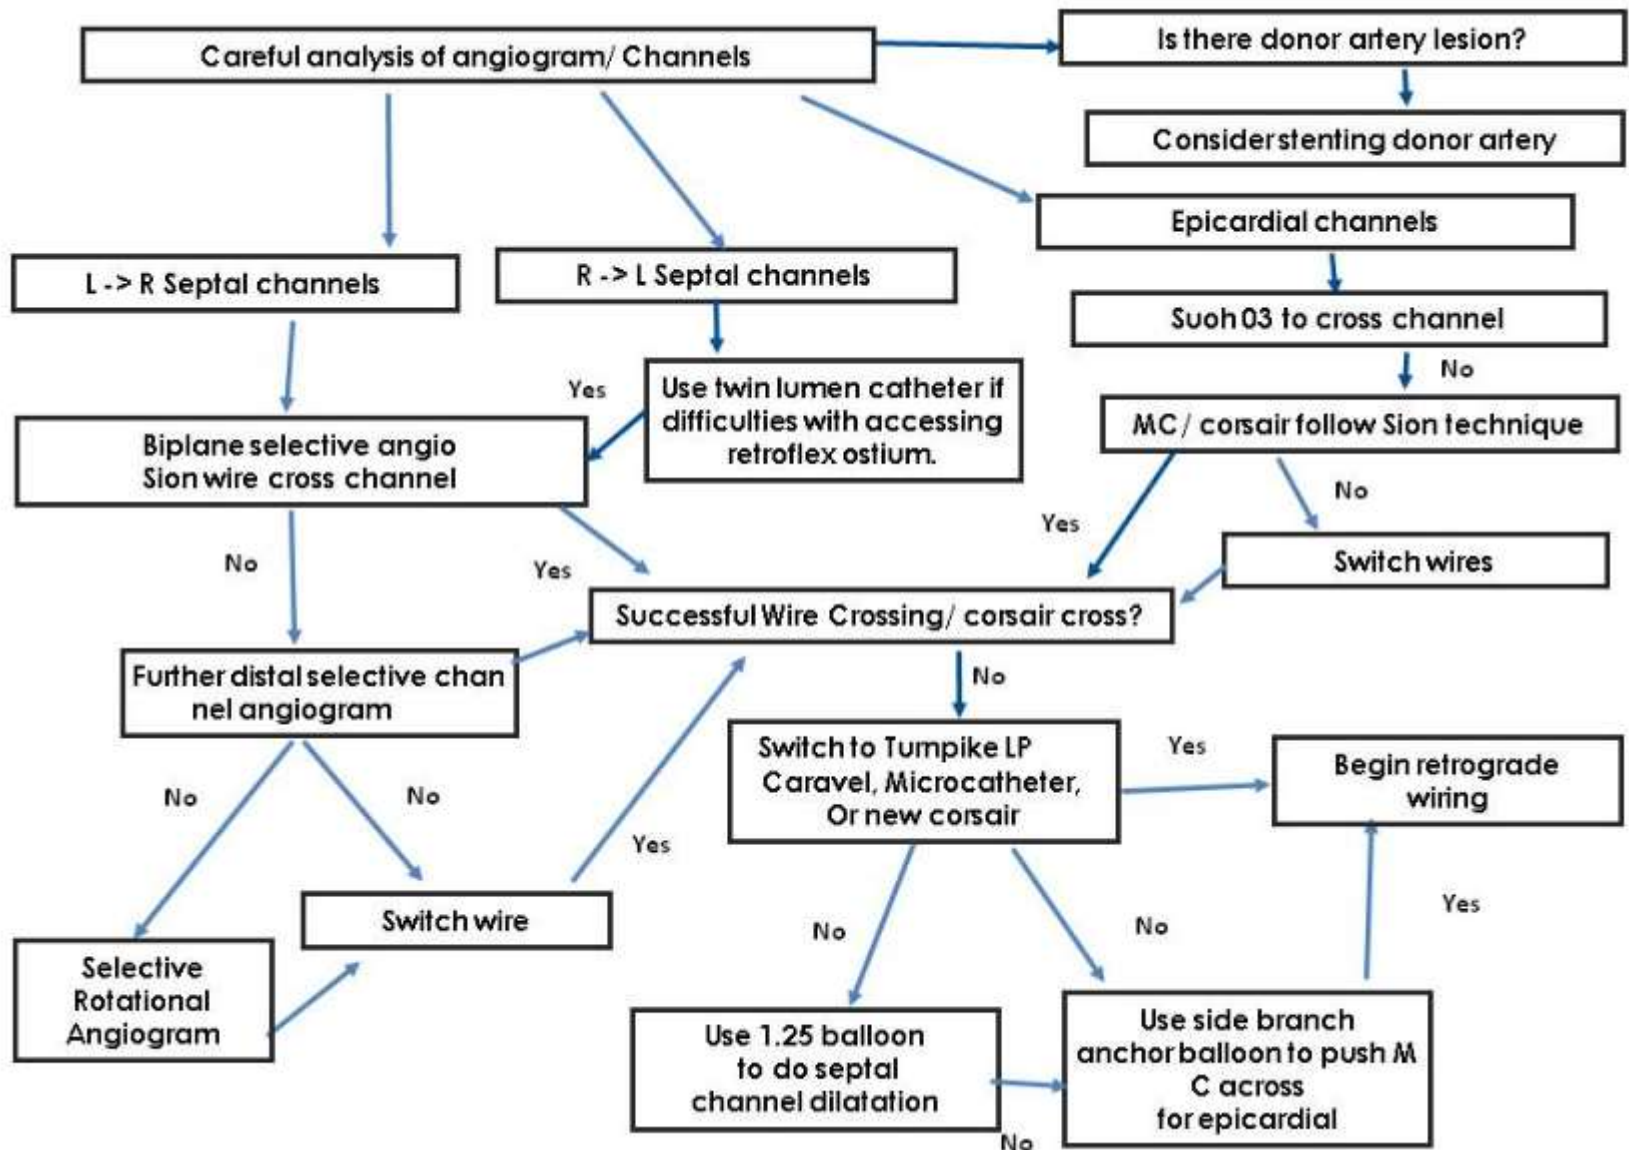 Careful analysis of angiogram/ Channels
Is there donor artery lesion?
Consider stenting donor artery
Epicardial channels
L -> R Septal channels
R -> L Septal channels
Suoh 03 to cross channel
No
Yes
Use twin lumen catheter if
difficulties with accessing
retroflex ostium.
MC / corsair follow Sion technique
Biplane selective angio
Sion wire cross channel
No
Yes
Switch wires
No
Yes
Successful Wire Crossing/ corsair cross?
Further distal selective chan
nel angiogram
No
Switch to Turnpike LP
Caravel, Microcatheter,
Or new corsair
Yes
Begin retrograde
wiring
No
No
Yes
Switch wire
No
No
Yes
Selective
Rotational
Angiogram
Use 1.25 balloon
to do septal
channel dilatation
Use side branch
anchor balloon to push M
C across
for epicardial
No